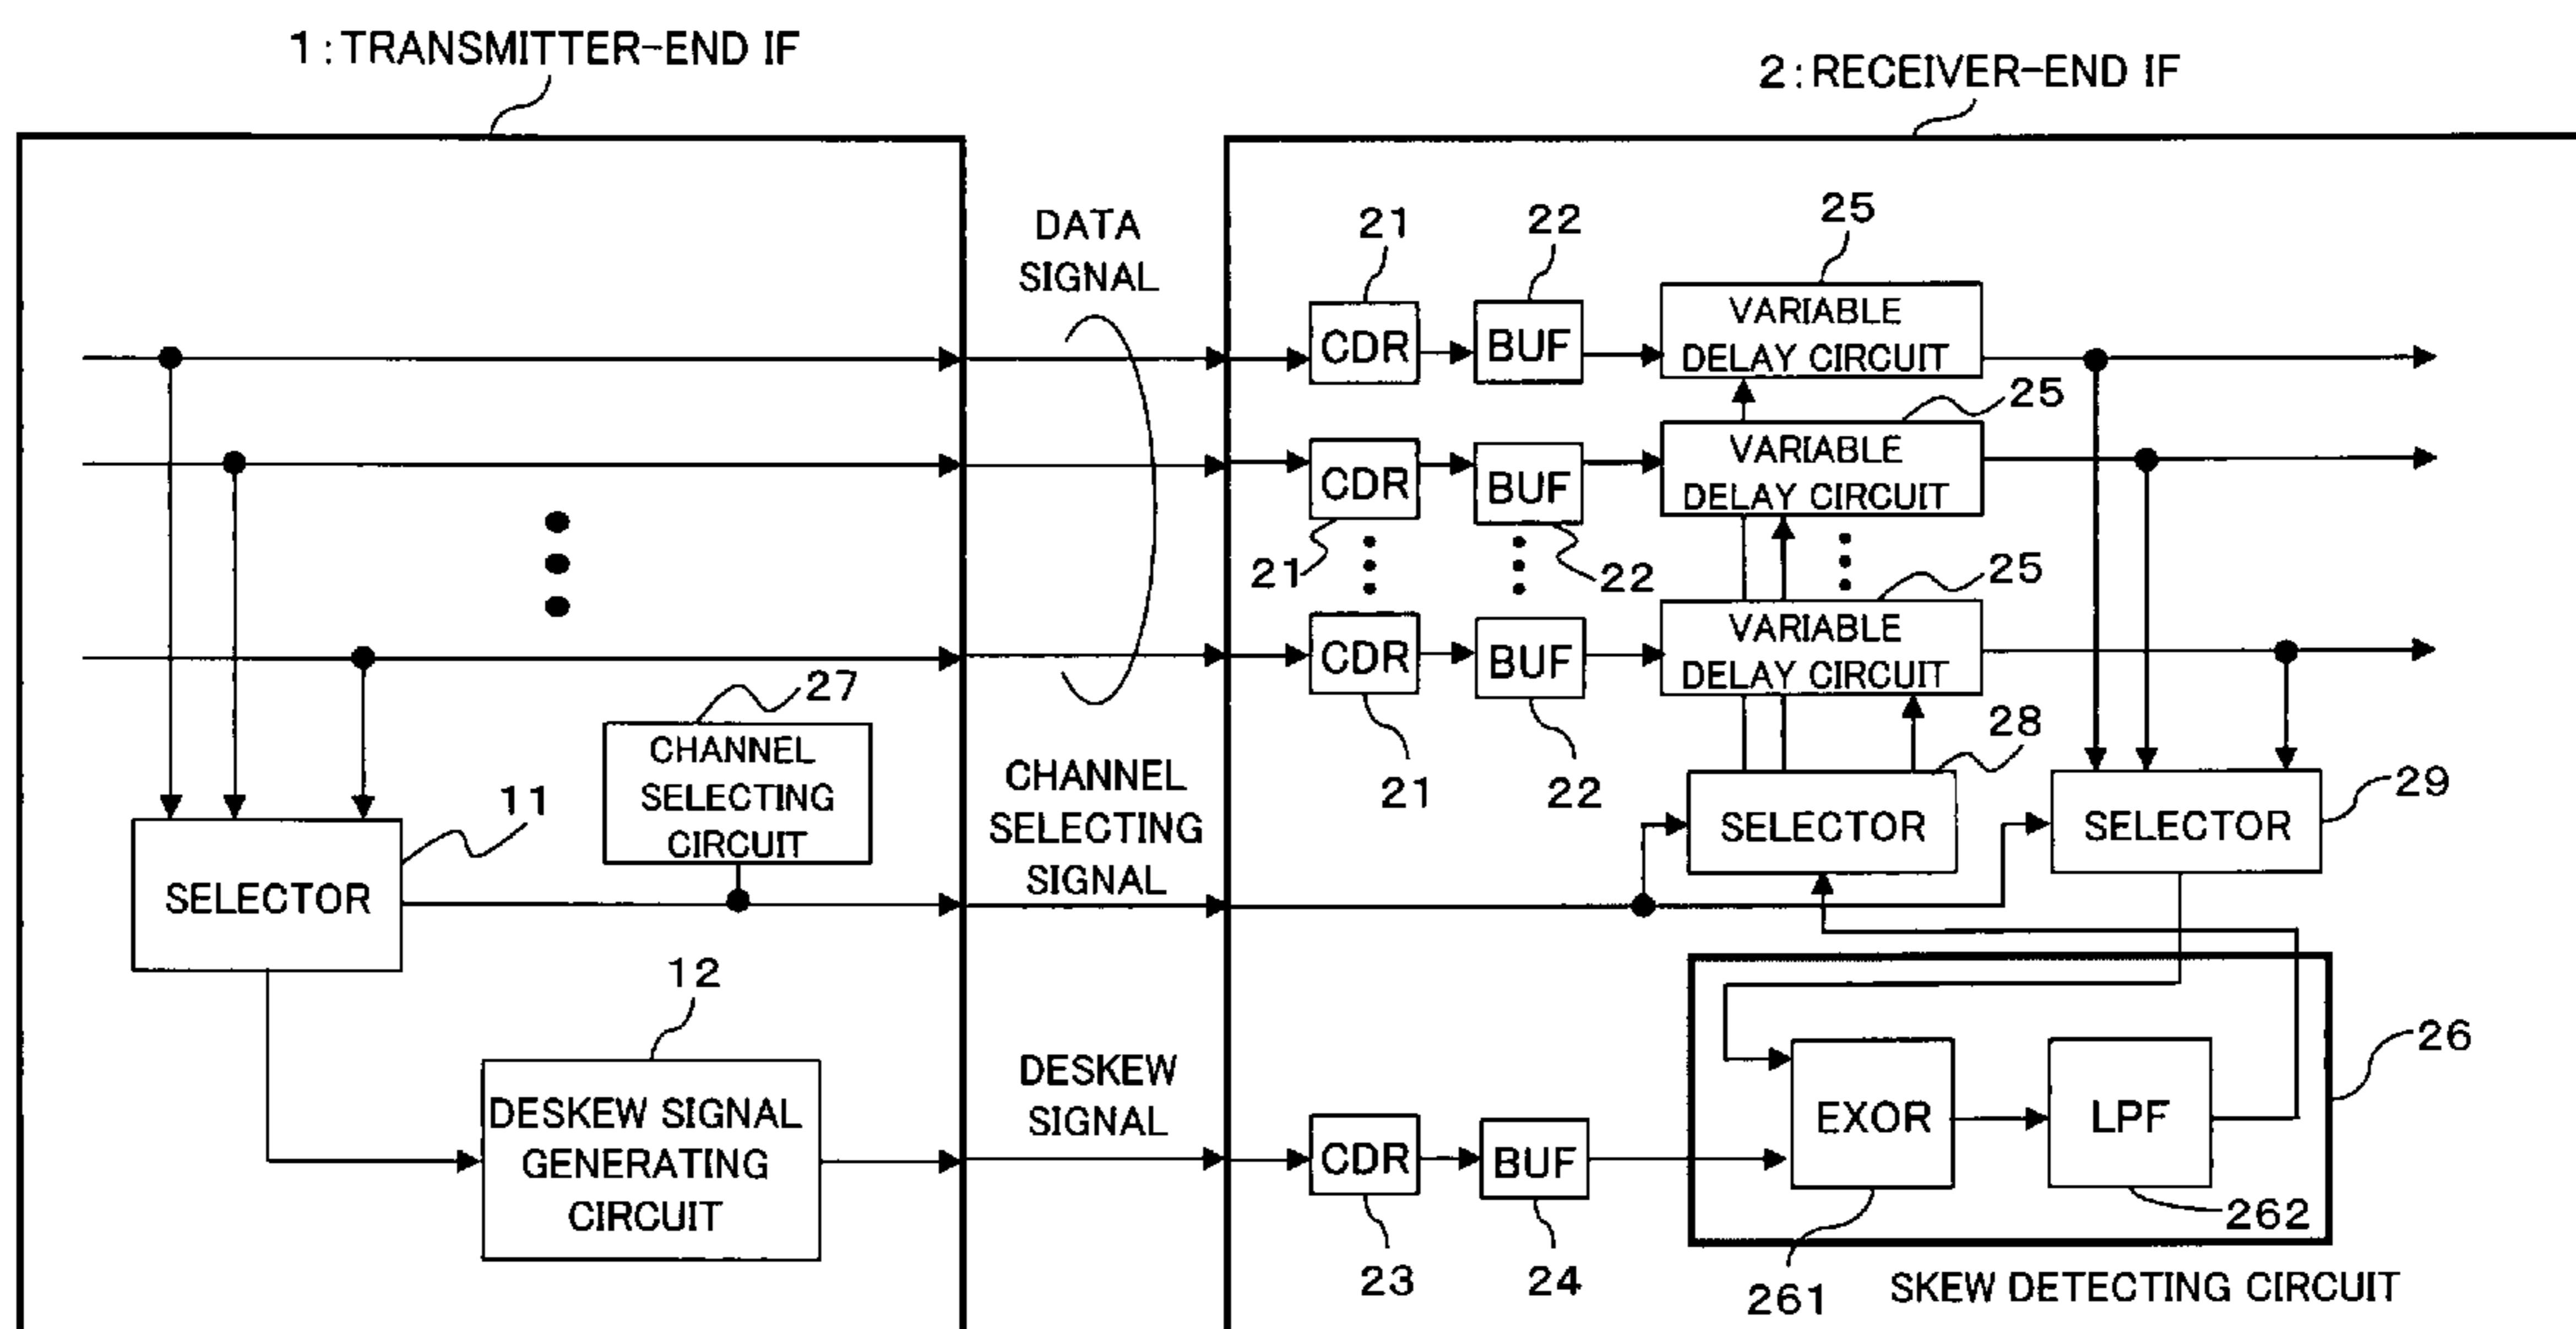 1:TRANSMITTER-END IF
2:RECEIVER-END IF
DATA
SIGNAL
21
22
25
CDR
BUF
VARIABLE
DELAY CIRCUIT
25
CDR
BUF
VARIABLE
DELAY CIRCUIT
21
22
25
CDR
BUF
VARIABLE
DELAY CIRCUIT
21
22
27
CHANNEL
SELECTING
CIRCUIT
11
SELECTOR
CHANNEL
SELECTING
SIGNAL
28
SELECTOR
29
SELECTOR
12
DESKEW SIGNAL
GENERATING
CIRCUIT
DESKEW
SIGNAL
CDR
BUF
23
24
26
EXOR
LPF
261
262
SKEW DETECTING CIRCUIT